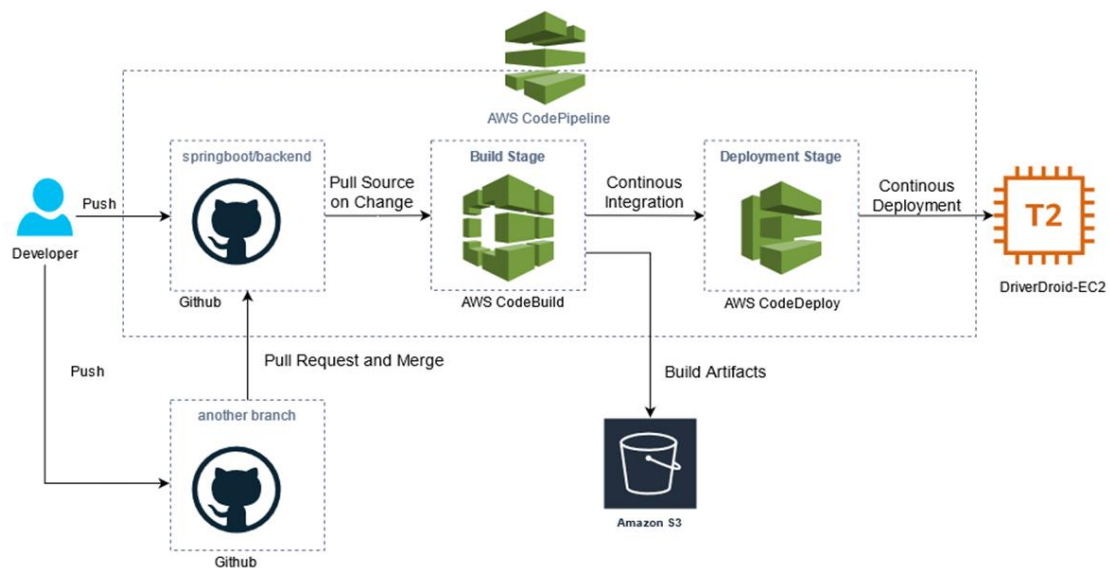 AWS CodePipeline
springboot/backend
Build Stage
Deployment Stage
Push
Pull Source
on Change
Continous
Integration
Continous
Deployment
T2
Developer
Github
AWS CodeBuild
AWS CodeDeploy
DriverDroid-EC2
Pull Request and Merge
Push
Build Artifacts
another branch
Amazon S3
Github